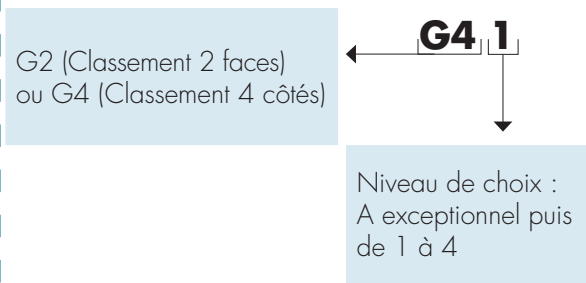 G4 1
G2 (Classement 2 faces)
ou G4 (Classement 4 côtés)
Niveau de choix :
A exceptionnel puis
de 1 à 4